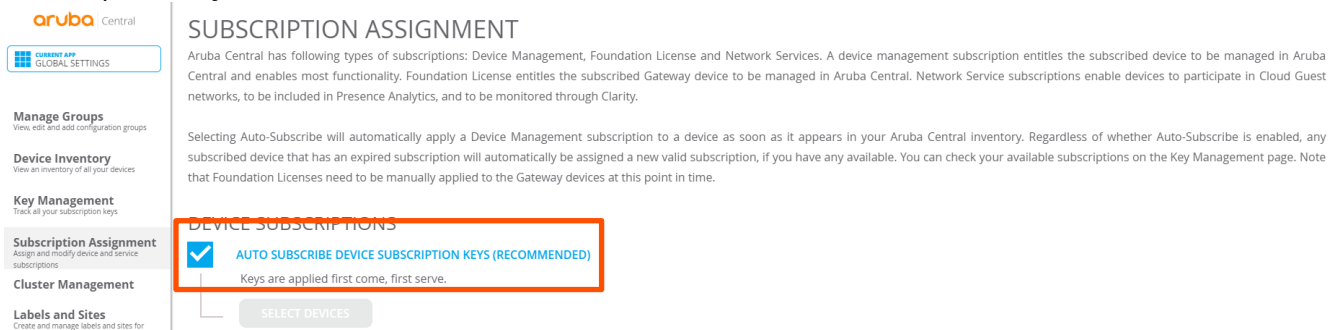 aruba Central
CURRENT APP
GLOBAL SETTINGS
Manage Groups
View, edit and add configuration groups
Device Inventory
View an inventory of all your devices
Key Management
Track all your subscription keys
Subscription Assignment
Assign and modify device and service
subscriptions
Cluster Management
Labels and Sites
Create and manage labels and sites for
SUBSCRIPTION ASSIGNMENT
Aruba Central has following types of subscriptions: Device Management, Foundation License and Network Services. A device management subscription entitles the subscribed device to be managed in Aruba
Central and enables most functionality. Foundation License entitles the subscribed Gateway device to be managed in Aruba Central. Network Service subscriptions enable devices to participate in Cloud Guest
networks, to be included in Presence Analytics, and to be monitored through Clarity.
Selecting Auto-Subscribe will automatically apply a Device Management subscription to a device as soon as it appears in your Aruba Central inventory. Regardless of whether Auto-Subscribe is enabled, any
subscribed device that has an expired subscription will automatically be assigned a new valid subscription, if you have any available. You can check your available subscriptions on the Key Management page. Note
that Foundation Licenses need to be manually applied to the Gateway devices at this point in time.
DEVICE SUBSCRIPTIONS
AUTO SUBSCRIBE DEVICE SUBSCRIPTION KEYS (RECOMMENDED)
Keys are applied first come, first serve.
SELECT DEVICES